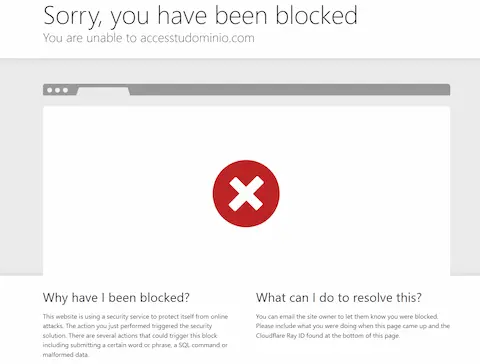 Sorry, you have been blocked
You are unable to accesstudominio.com
Why have I been blocked?
This website is using a security service to protect itself from online
attacks. The action you just performed triggered the security
solution. There are several actions that could trigger this block
including submitting a certain word or phrase, a SQL command or
malformed data.
What can I do to resolve this?
You can email the site owner to let them know you were blocked.
Please include what you were doing when this page came up and the
Cloudflare Ray ID found at the bottom of this page.